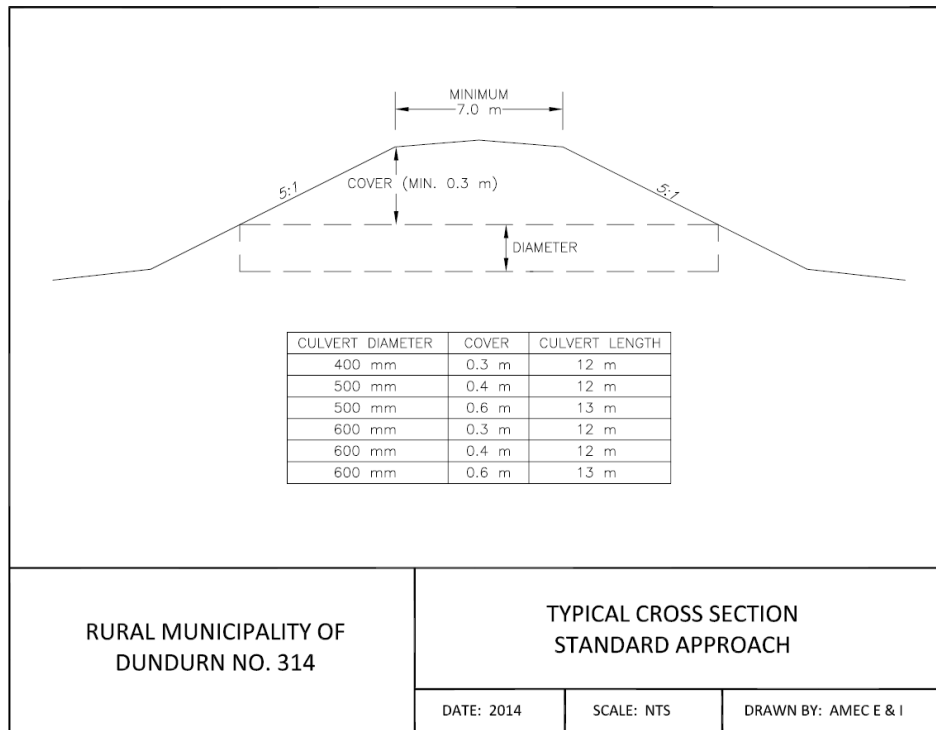 MINIMUM
7.0 m
5:1
COVER (MIN. 0.3 m)
5:1
DIAMETER
CULVERT DIAMETER COVER CULVERT LENGTH
400 mm 0.3 m 12 m
500 mm 0.4 m 12 m
500 mm 0.6 m 13 m
600 mm 0.3 m 12 m
600 mm 0.4 m 12 m
600 mm 0.6 m 13 m
RURAL MUNICIPALITY OF
DUNDURN NO. 314
TYPICAL CROSS SECTION
STANDARD APPROACH
DATE: 2014 SCALE: NTS DRAWN BY: AMEC E & I